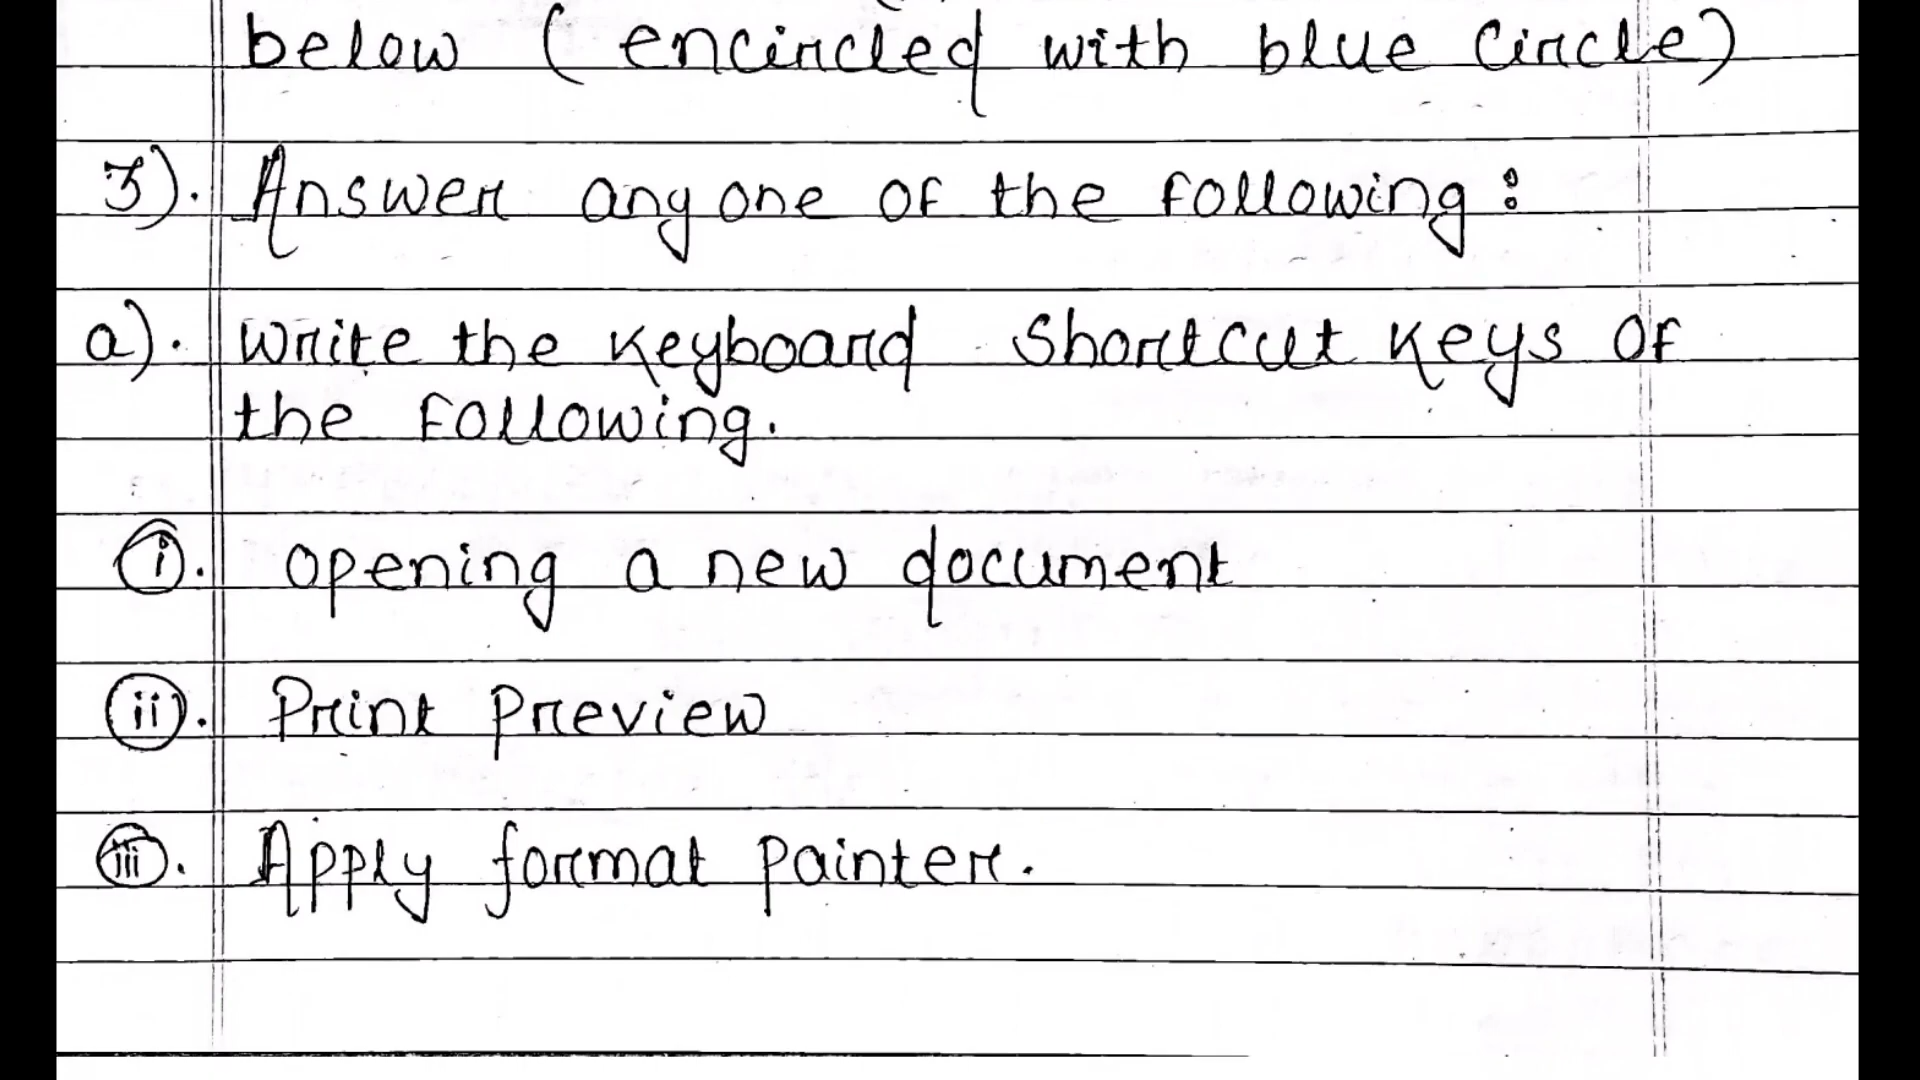 below (encircled with blue circle)
3). Answer any one of the following:
a). Write the keyboard shortcut keys of
the following.
i. opening a new document
ii. Print preview
iii. Apply format painter.